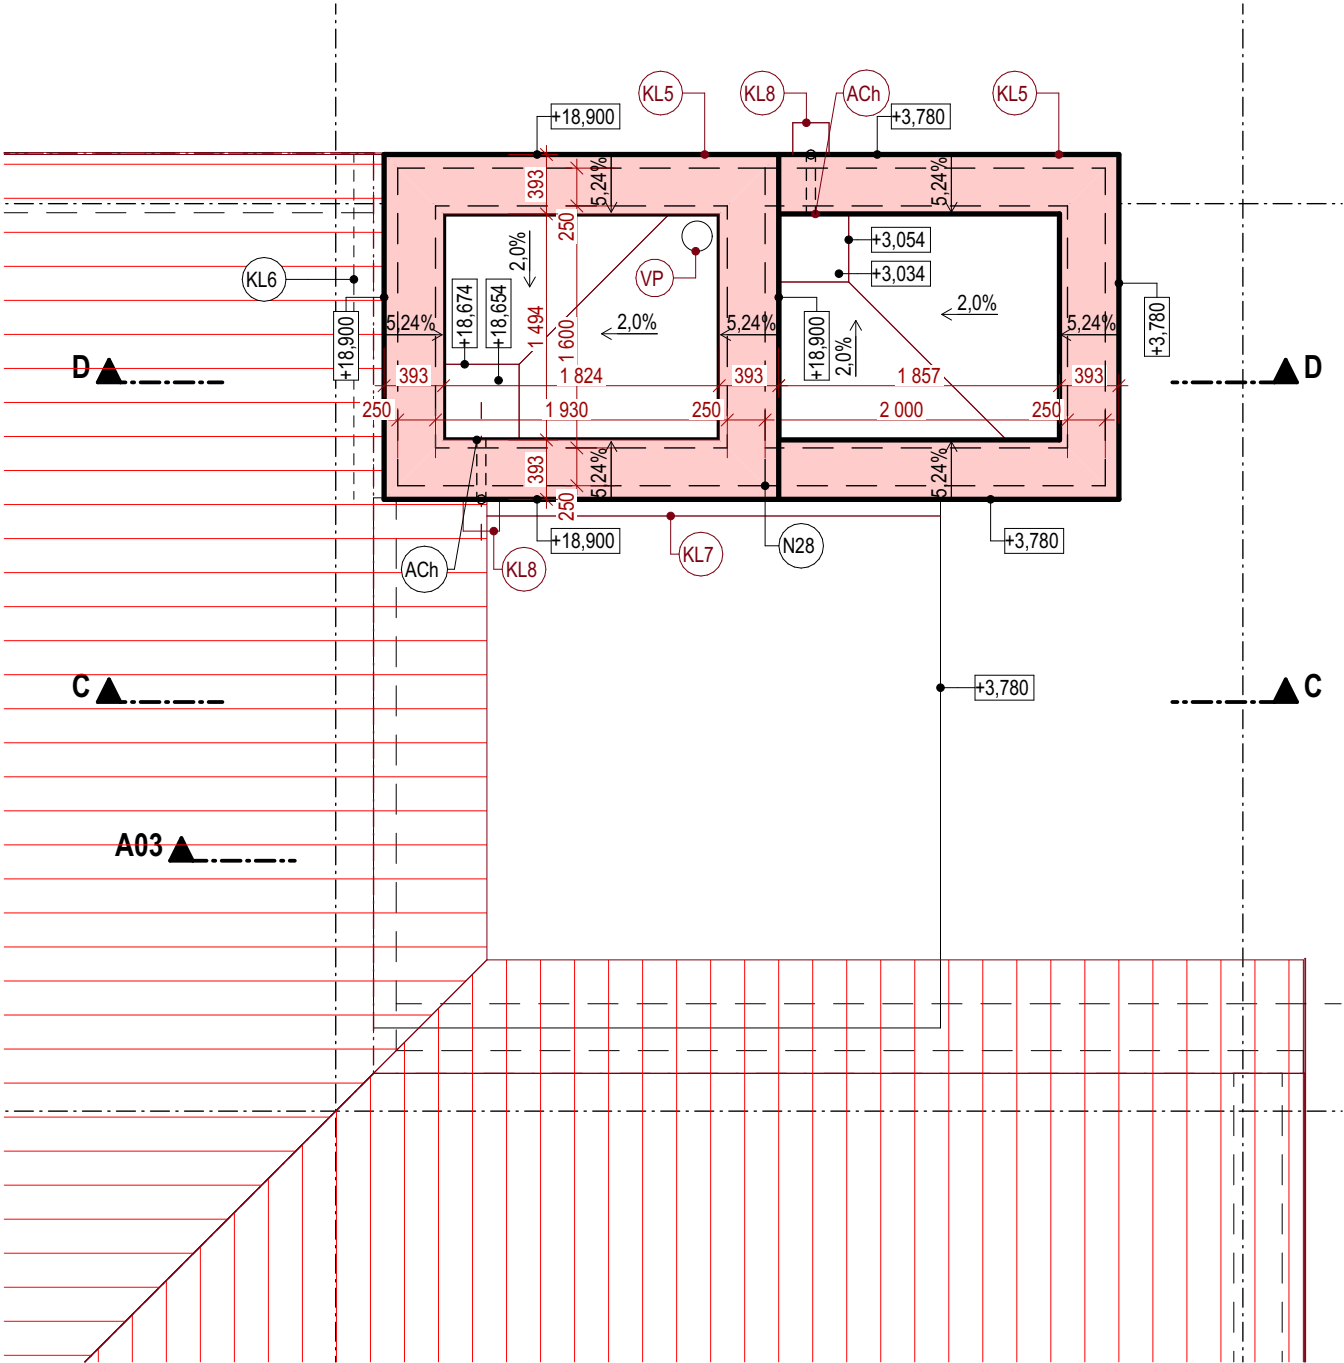 KL5
KL8
ACh
KL5
+18,900
+3,780
393
5,24%
5,24%
250
2,0%
+3,054
+3,034
VP
KL6
+18,674
+18,654
1 494
1 600
2,0%
2,0%
2,0%
+18,900
5,24%
5,24%
+18,900
5,24%
+3,780
D
D
393
1 824
393
1 857
393
250
1 930
250
2 000
250
393
5,24%
5,24%
250
+18,900
N28
+3,780
ACh
KL8
KL7
C
+3,780
C
A03